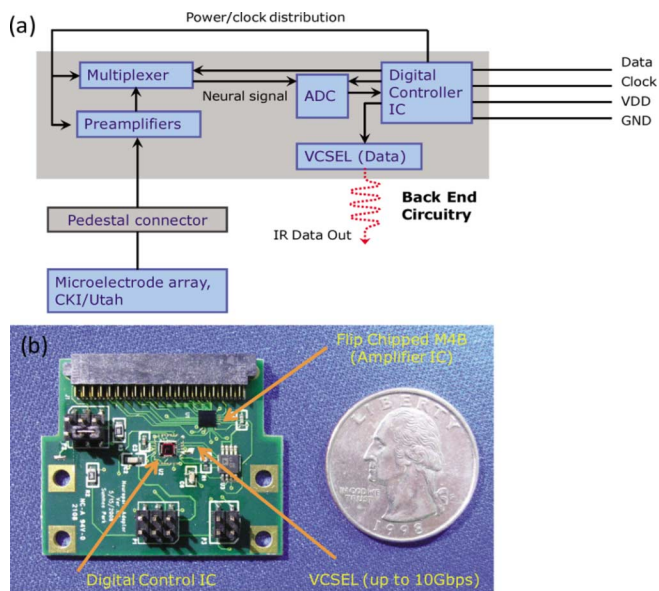 (a)
Power/clock distribution
Multiplexer
Neural signal
ADC
Digital
Controller
IC
Data
Clock
VDD
GND
Preamplifiers
VCSEL (Data)
Back End
Circuitry
IR Data Out
Pedestal connector
Microelectrode array,
CKI/Utah
(b)
Flip Chipped M4B
(Amplifier IC)
LIBERTY
IN GOD WE
TRUST
1998
Digital Control IC
VCSEL (up to 10Gbps)